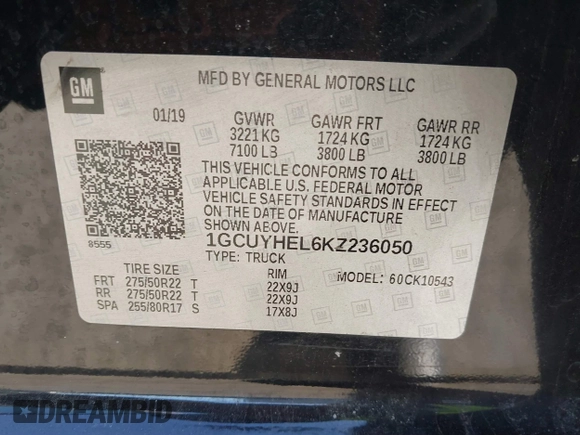 GM
MFD BY GENERAL MOTORS LLC
01/19 GVWR GAWR FRT GAWR RR
3221 KG 1724 KG 1724 KG
7100 LB 3800 LB 3800 LB
THIS VEHICLE CONFORMS TO ALL
APPLICABLE U.S. FEDERAL MOTOR
VEHICLE SAFETY STANDARDS IN EFFECT
ON THE DATE OF MANUFACTURE
SHOWN ABOVE.
8555 1GCUYHEL6KZ236050
TYPE: TRUCK
TIRE SIZE RIM MODEL: 60CK10543
FRT 275/50R22 T 22X9J
RR 275/50R22 T 22X9J
SPA 255/80R17 S 17X8J
DREAMBID